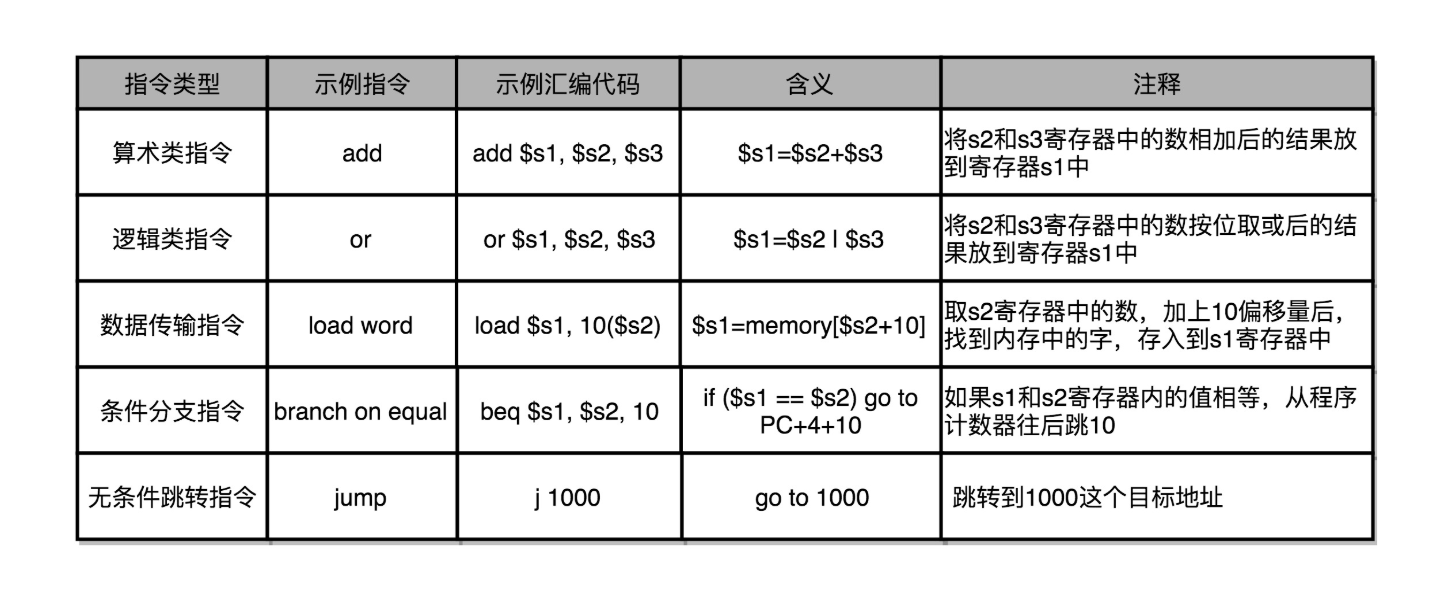 指令类型 示例指令 示例汇编代码 含义 注释
算术类指令 add add $s1, $s2, $s3 $s1=$s2+$s3 将s2和s3寄存器中的数相加后的结果放
到寄存器s1中
逻辑类指令 or or $s1, $s2, $s3 $s1=$s2 | $s3 将s2和s3寄存器中的数按位取或后的结
果放到寄存器s1中
数据传输指令 load word load $s1, 10($s2) $s1=memory[$s2+10] 取s2寄存器中的数，加上10偏移量后，
找到内存中的字，存入到s1寄存器中
条件分支指令 branch on equal beq $s1, $s2, 10 if ($s1 == $s2) go to
PC+4+10
如果s1和s2寄存器内的值相等，从程序
计数器往后跳10
无条件跳转指令 jump j 1000 go to 1000 跳转到1000这个目标地址